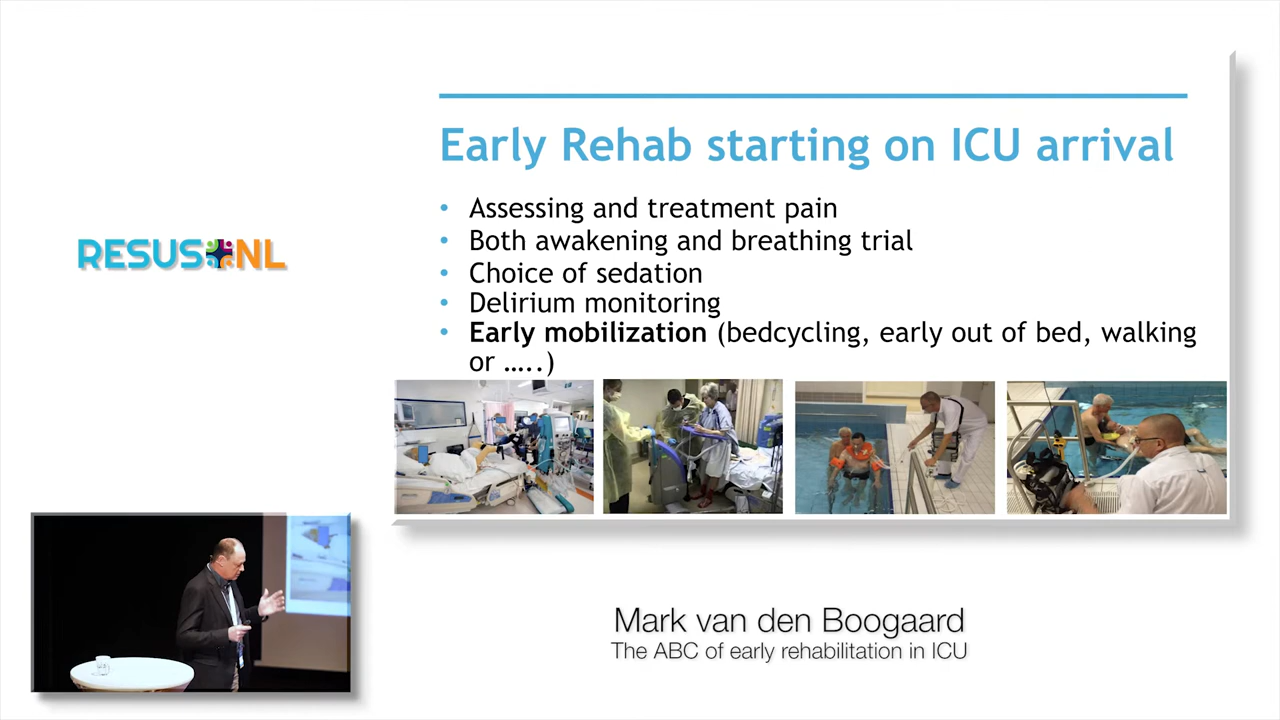 Early Rehab starting on ICU arrival
• Assessing and treatment pain
• Both awakening and breathing trial
• Choice of sedation
• Delirium monitoring
• Early mobilization (bedcycling, early out of bed, walking
or …..)
RESUS NL
Mark van den Boogaard
The ABC of early rehabilitation in ICU